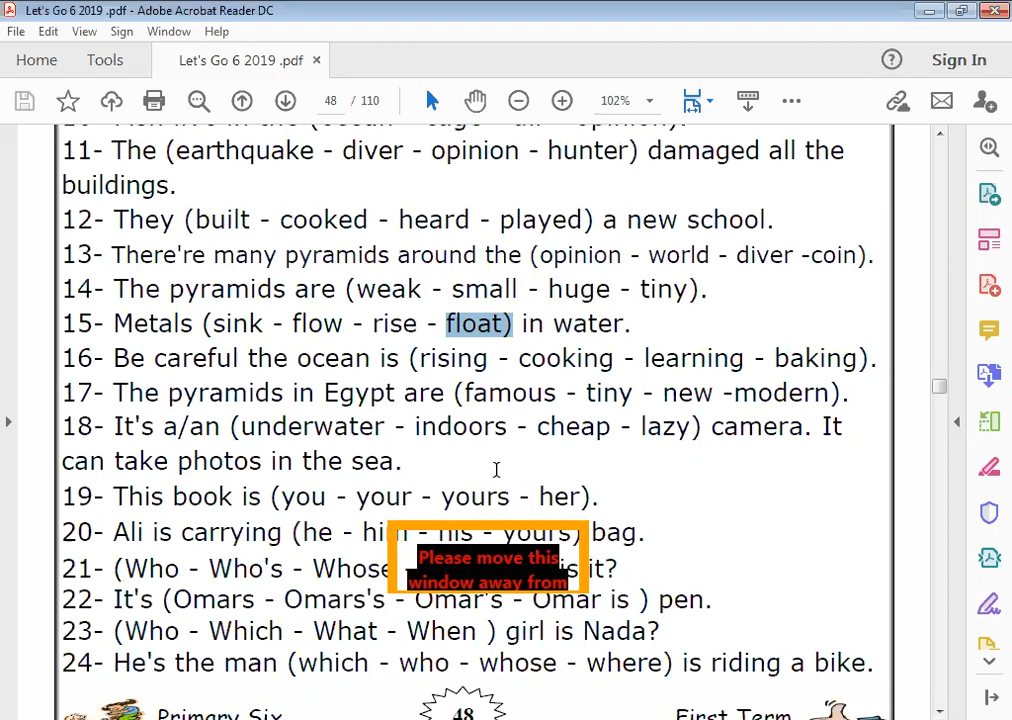 Let's Go 6 2019 .pdf - Adobe Acrobat Reader DC
File Edit View Sign Window Help
Home Tools Let's Go 6 2019 .pdf × Sign In
48 / 110 102%
11- The (earthquake - diver - opinion - hunter) damaged all the
buildings.
12- They (built - cooked - heard - played) a new school.
13- There're many pyramids around the (opinion - world - diver -coin).
14- The pyramids are (weak - small - huge - tiny).
15- Metals (sink - flow - rise - float) in water.
16- Be careful the ocean is (rising - cooking - learning - baking).
17- The pyramids in Egypt are (famous - tiny - new -modern).
18- It's a/an (underwater - indoors - cheap - lazy) camera. It
can take photos in the sea.
19- This book is (you - your - yours - her).
20- Ali is carrying (he - him - his - yours) bag.
Please move this
21- (Who - Who's - Whose is it?
window away from
22- It's (Omars - Omars's - Omar's - Omar is ) pen.
23- (Who - Which - What - When ) girl is Nada?
24- He's the man (which - who - whose - where) is riding a bike.
Primary Six 48 First Term